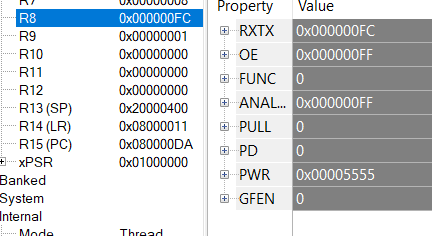 R7 0x00000008
R8 0x000000FC
R9 0x00000001
R10 0x00000000
R11 0x00000000
R12 0x00000000
R13 (SP) 0x20000400
R14 (LR) 0x08000011
R15 (PC) 0x080000DA
xPSR 0x01000000
Banked
System
Internal
Mode Thread
Property Value
RXTX 0x000000FC
OE 0x000000FF
FUNC 0
ANAL... 0x000000FF
PULL 0
PD 0
PWR 0x00005555
GFEN 0